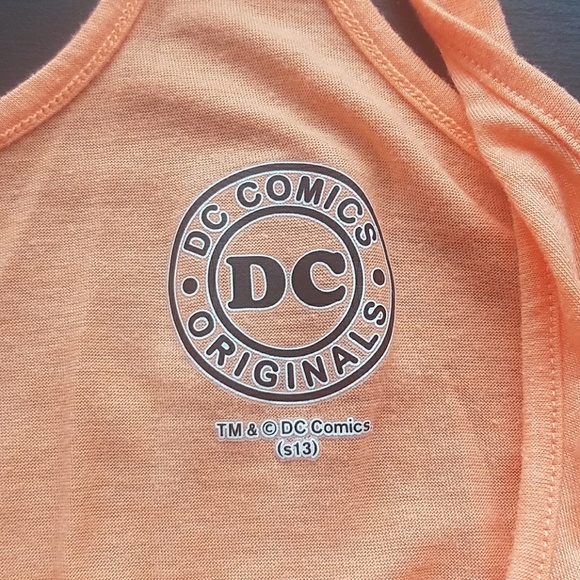 DC COMICS
DC
ORIGINALS
TM & © DC Comics
(s13)